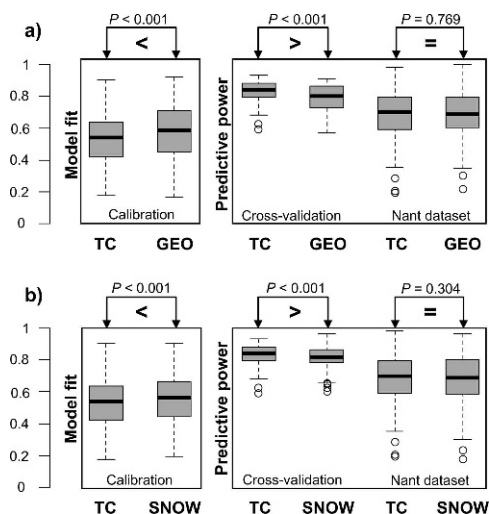 P < 0.001 P < 0.001 P = 0.769
a)
< > =
1
0.8
0.6
0.4
0.2
0
Model fit
Predictive power
Calibration Cross-validation Nant dataset
TC GEO TC GEO TC GEO
P < 0.001 P < 0.001 P = 0.304
b)
< > =
1
0.8
0.6
0.4
0.2
0
Model fit
Predictive power
Calibration Cross-validation Nant dataset
TC SNOW TC SNOW TC SNOW